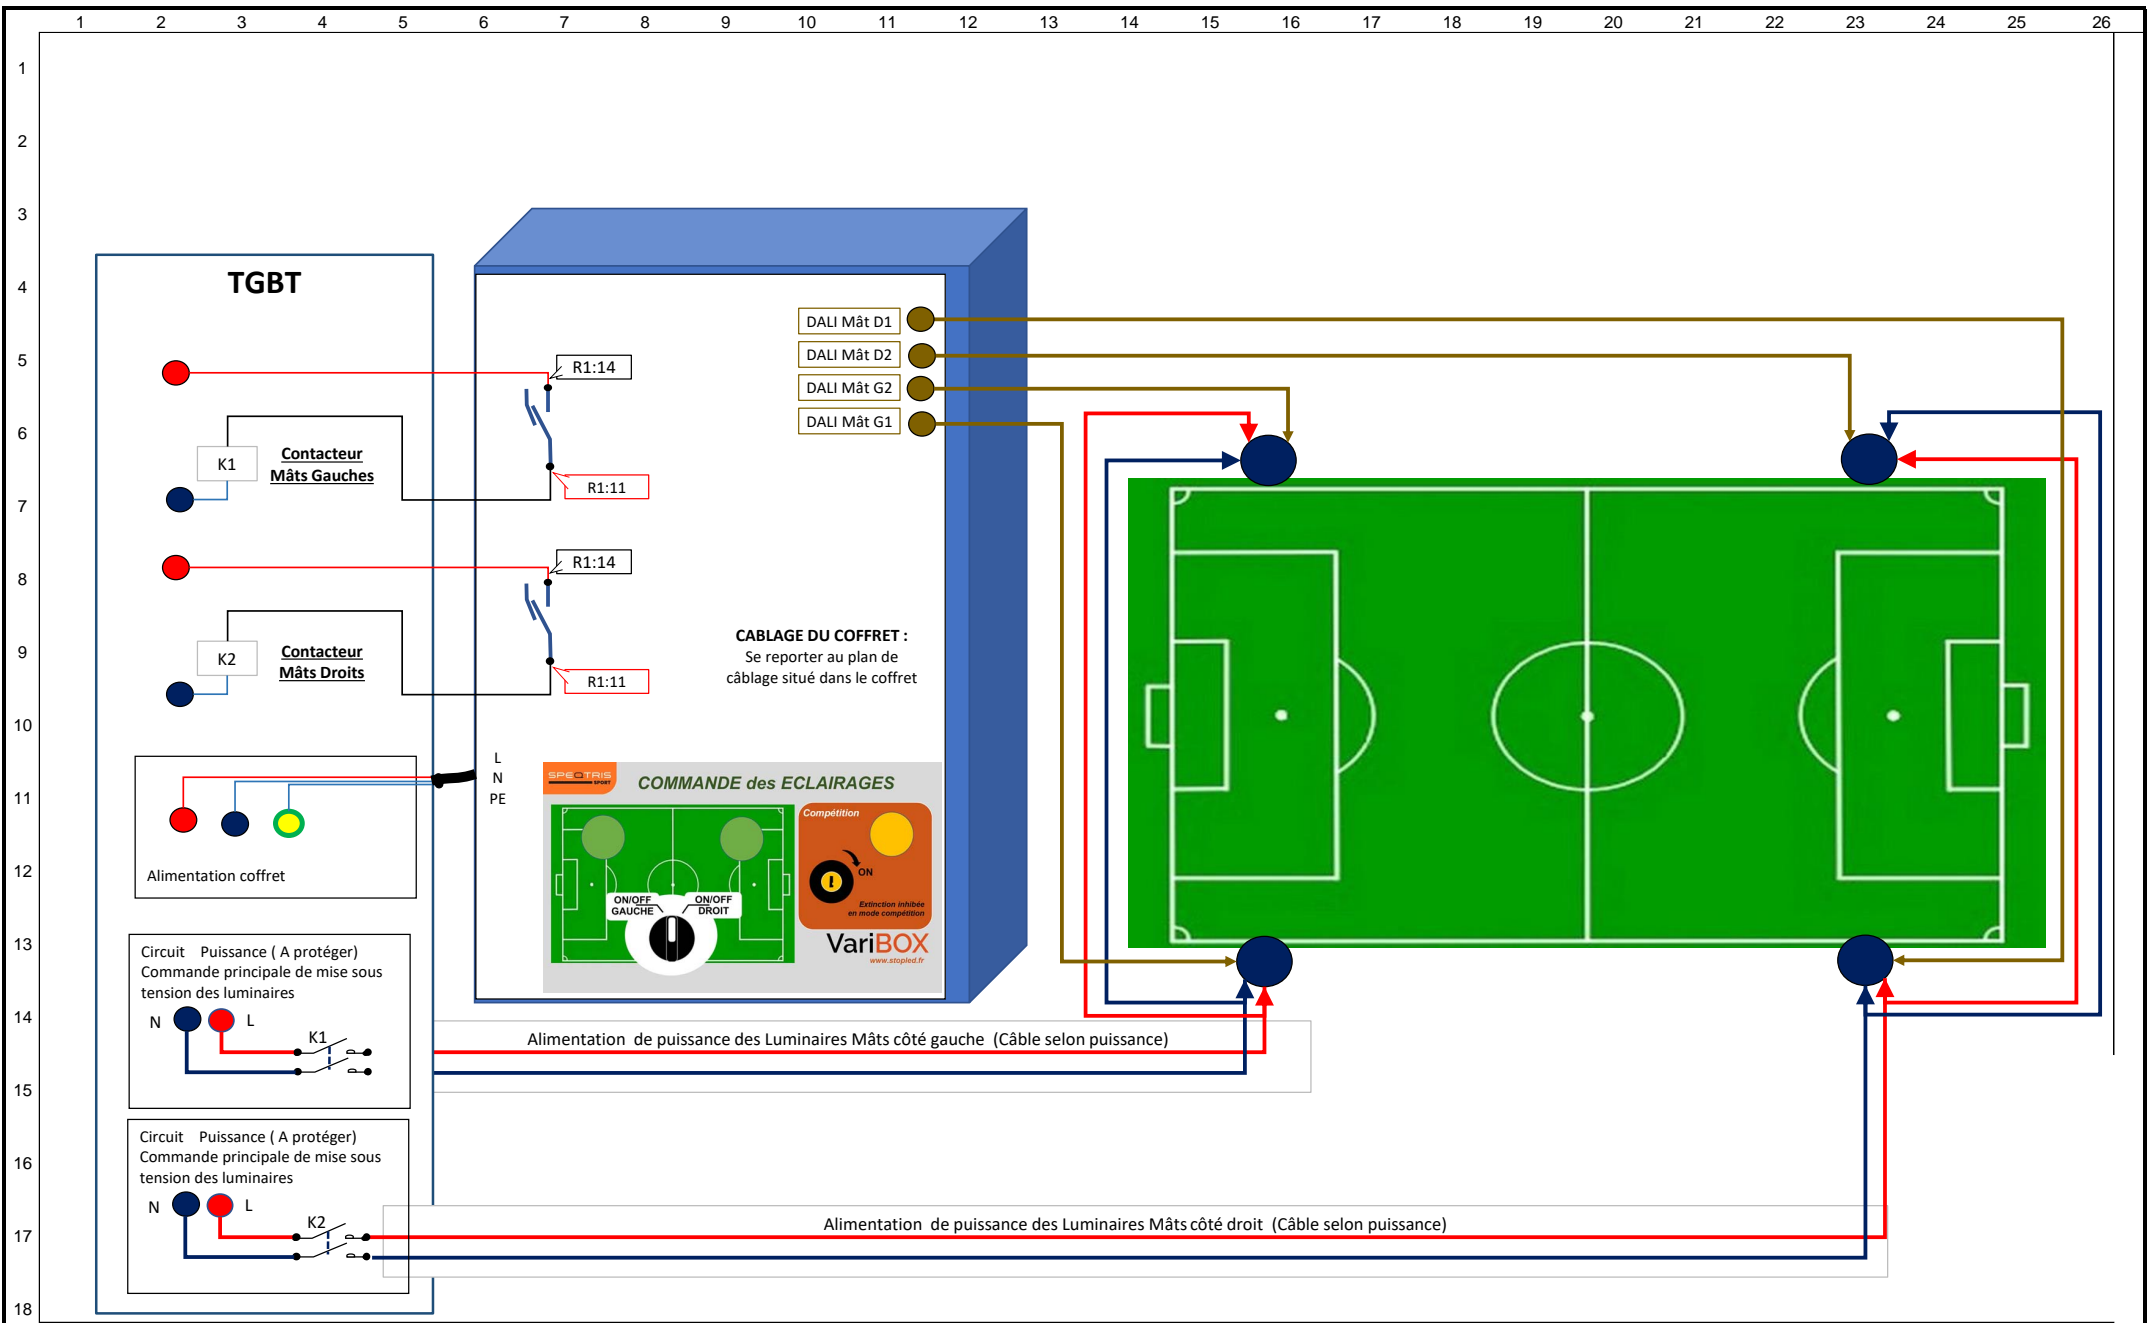 1 2 3 4 5 6 7 8 9 10 11 12 13 14 15 16 17 18 19 20 21 22 23 24 25 26
1
2
3
4
5
6
7
8
9
10
11
12
13
14
15
16
17
18
TGBT
K1
Contacteur
Mâts Gauches
K2
Contacteur
Mâts Droits
Alimentation coffret
Circuit Puissance ( A protéger)
Commande principale de mise sous
tension des luminaires
N
L
K1
Circuit Puissance ( A protéger)
Commande principale de mise sous
tension des luminaires
N
L
K2
R1:14
R1:11
R1:14
R1:11
L
N
PE
DALI Mât D1
DALI Mât D2
DALI Mât G2
DALI Mât G1
CABLAGE DU COFFRET :
Se reporter au plan de
câblage situé dans le coffret
SPEQTRIS
SPORT
COMMANDE des ECLAIRAGES
ON/OFF
GAUCHE
ON/OFF
DROIT
Compétition
ON
Extinction inhibée
en mode compétition
VariBOX
www.stopled.fr
Alimentation de puissance des Luminaires Mâts côté gauche (Câble selon puissance)
Alimentation de puissance des Luminaires Mâts côté droit (Câble selon puissance)